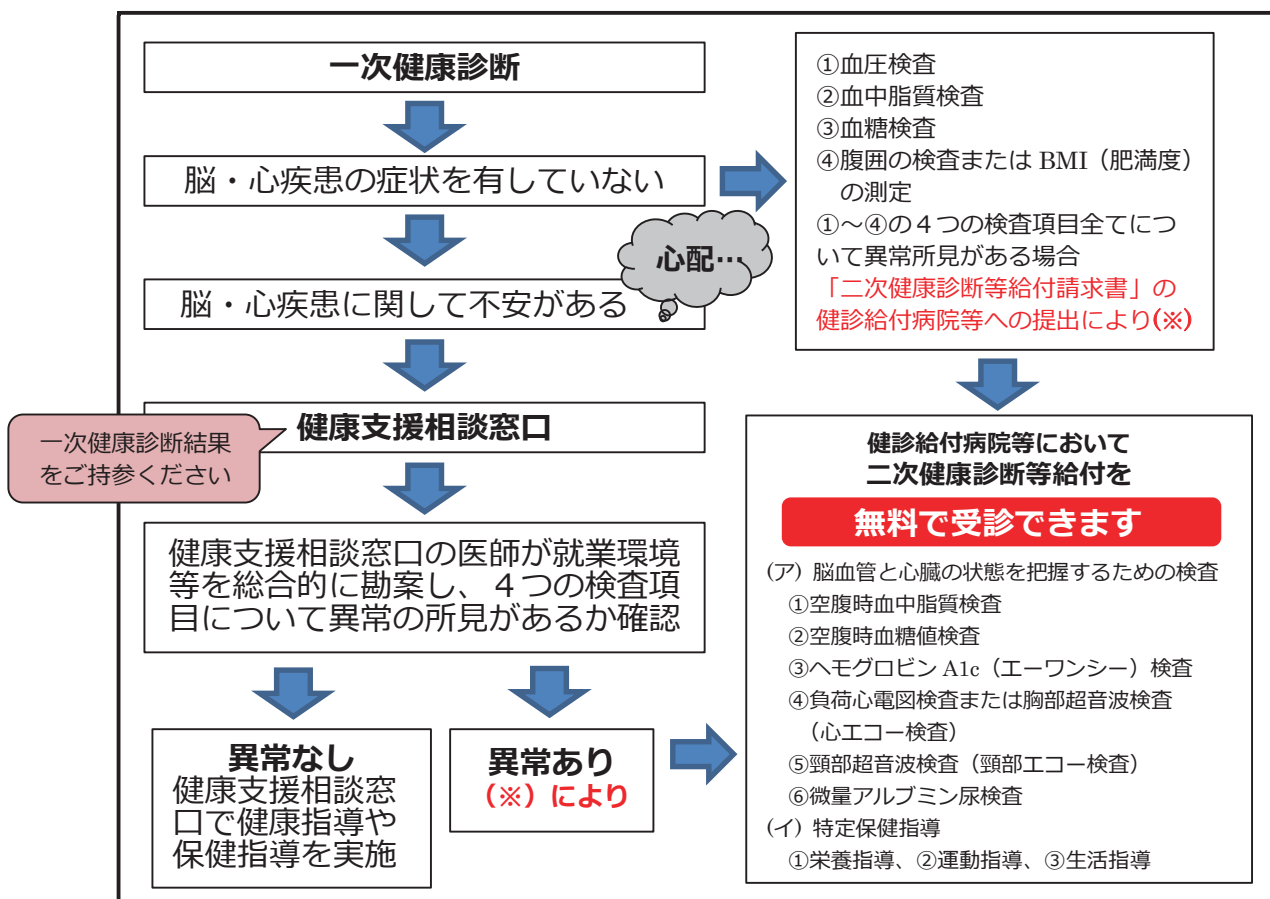 一次健康診断
脳・心疾患の症状を有していない
心配…
脳・心疾患に関して不安がある
①血圧検査
②血中脂質検査
③血糖検査
④腹囲の検査または BMI（肥満度）
の測定
①～④の４つの検査項目全てにつ
いて異常所見がある場合
「二次健康診断等給付請求書」の
健診給付病院等への提出により(※)
一次健康診断結果
をご持参ください
健康支援相談窓口
健康支援相談窓口の医師が就業環境
等を総合的に勘案し、４つの検査項
目について異常の所見があるか確認
異常なし
健康支援相談窓
口で健康指導や
保健指導を実施
異常あり
（※）により
健診給付病院等において
二次健康診断等給付を
無料で受診できます
(ア) 脳血管と心臓の状態を把握するための検査
①空腹時血中脂質検査
②空腹時血糖値検査
③ヘモグロビン A1c（エーワンシー）検査
④負荷心電図検査または胸部超音波検査
（心エコー検査）
⑤頸部超音波検査（頸部エコー検査）
⑥微量アルブミン尿検査
(イ) 特定保健指導
①栄養指導、②運動指導、③生活指導